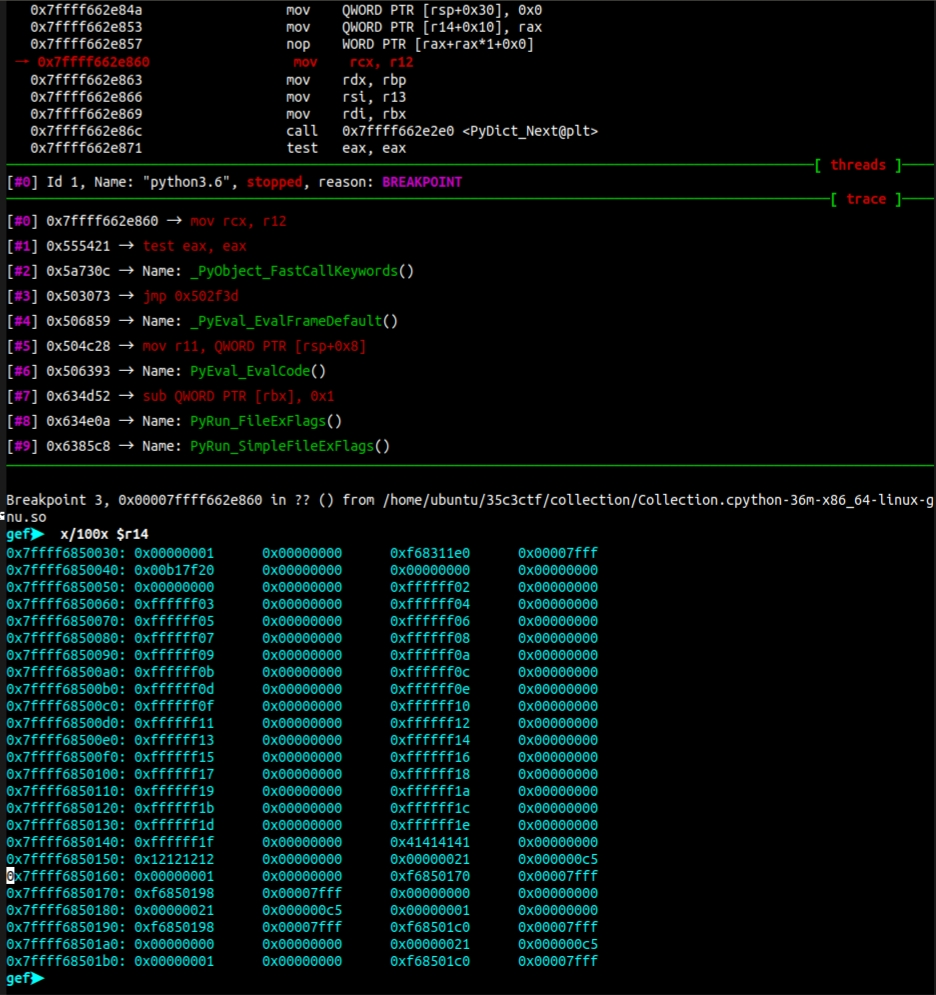 0x7ffff662e84a mov QWORD PTR [rsp+0x30], 0x0
0x7ffff662e853 mov QWORD PTR [r14+0x10], rax
0x7ffff662e857 nop WORD PTR [rax+rax*1+0x0]
→ 0x7ffff662e860 mov rcx, r12
0x7ffff662e863 mov rdx, rbp
0x7ffff662e866 mov rsi, r13
0x7ffff662e869 mov rdi, rbx
0x7ffff662e86c call 0x7ffff662e2e0 <PyDict_Next@plt>
0x7ffff662e871 test eax, eax
[ threads ]
[#0] Id 1, Name: "python3.6", stopped, reason: BREAKPOINT
[ trace ]
[#0] 0x7ffff662e860 → mov rcx, r12
[#1] 0x555421 → test eax, eax
[#2] 0x5a730c → Name: _PyObject_FastCallKeywords()
[#3] 0x503073 → jmp 0x502f3d
[#4] 0x506859 → Name: _PyEval_EvalFrameDefault()
[#5] 0x504c28 → mov r11, QWORD PTR [rsp+0x8]
[#6] 0x506393 → Name: PyEval_EvalCode()
[#7] 0x634d52 → sub QWORD PTR [rbx], 0x1
[#8] 0x634e0a → Name: PyRun_FileExFlags()
[#9] 0x6385c8 → Name: PyRun_SimpleFileExFlags()
Breakpoint 3, 0x00007ffff662e860 in ?? () from /home/ubuntu/35c3ctf/collection/Collection.cpython-36m-x86_64-linux-g
nu.so
gef➤ x/100x $r14
0x7ffff6850030: 0x00000001 0x00000000 0xf68311e0 0x00007fff
0x7ffff6850040: 0x00b17f20 0x00000000 0x00000000 0x00000000
0x7ffff6850050: 0x00000000 0x00000000 0xffffff02 0x00000000
0x7ffff6850060: 0xffffff03 0x00000000 0xffffff04 0x00000000
0x7ffff6850070: 0xffffff05 0x00000000 0xffffff06 0x00000000
0x7ffff6850080: 0xffffff07 0x00000000 0xffffff08 0x00000000
0x7ffff6850090: 0xffffff09 0x00000000 0xffffff0a 0x00000000
0x7ffff68500a0: 0xffffff0b 0x00000000 0xffffff0c 0x00000000
0x7ffff68500b0: 0xffffff0d 0x00000000 0xffffff0e 0x00000000
0x7ffff68500c0: 0xffffff0f 0x00000000 0xffffff10 0x00000000
0x7ffff68500d0: 0xffffff11 0x00000000 0xffffff12 0x00000000
0x7ffff68500e0: 0xffffff13 0x00000000 0xffffff14 0x00000000
0x7ffff68500f0: 0xffffff15 0x00000000 0xffffff16 0x00000000
0x7ffff6850100: 0xffffff17 0x00000000 0xffffff18 0x00000000
0x7ffff6850110: 0xffffff19 0x00000000 0xffffff1a 0x00000000
0x7ffff6850120: 0xffffff1b 0x00000000 0xffffff1c 0x00000000
0x7ffff6850130: 0xffffff1d 0x00000000 0xffffff1e 0x00000000
0x7ffff6850140: 0xffffff1f 0x00000000 0x41414141 0x00000000
0x7ffff6850150: 0x12121212 0x00000000 0x00000021 0x000000c5
0x7ffff6850160: 0x00000001 0x00000000 0xf6850170 0x00007fff
0x7ffff6850170: 0xf6850198 0x00007fff 0x00000000 0x00000000
0x7ffff6850180: 0x00000021 0x000000c5 0x00000001 0x00000000
0x7ffff6850190: 0xf6850198 0x00007fff 0xf68501c0 0x00007fff
0x7ffff68501a0: 0x00000000 0x00000000 0x00000021 0x000000c5
0x7ffff68501b0: 0x00000001 0x00000000 0xf68501c0 0x00007fff
gef➤